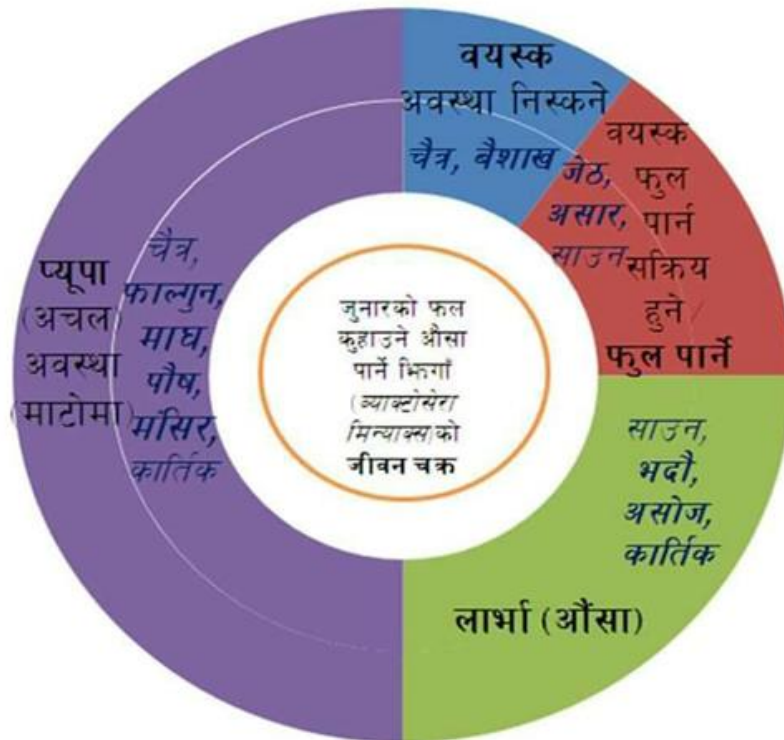 वयस्क
अवस्था निस्कने
चैत्र, बैशाख
वयस्क
फुल
पार्न
सक्रिय
हुने/
फुल पार्ने
जेठ,
असार,
साउन
साउन,
भदौ,
असोज,
कार्तिक
लार्भा (औंसा)
प्यूपा
(अचल)
अवस्था
(माटोमा)
चैत्र,
फाल्गुन,
माघ,
पौष,
मंसिर,
कार्तिक
जुनारको फल
कुहाउने औंसा
पार्ने झिंगाँ
(ब्याक्टोसेरा
मिन्याक्स)को
जीवन चक्र